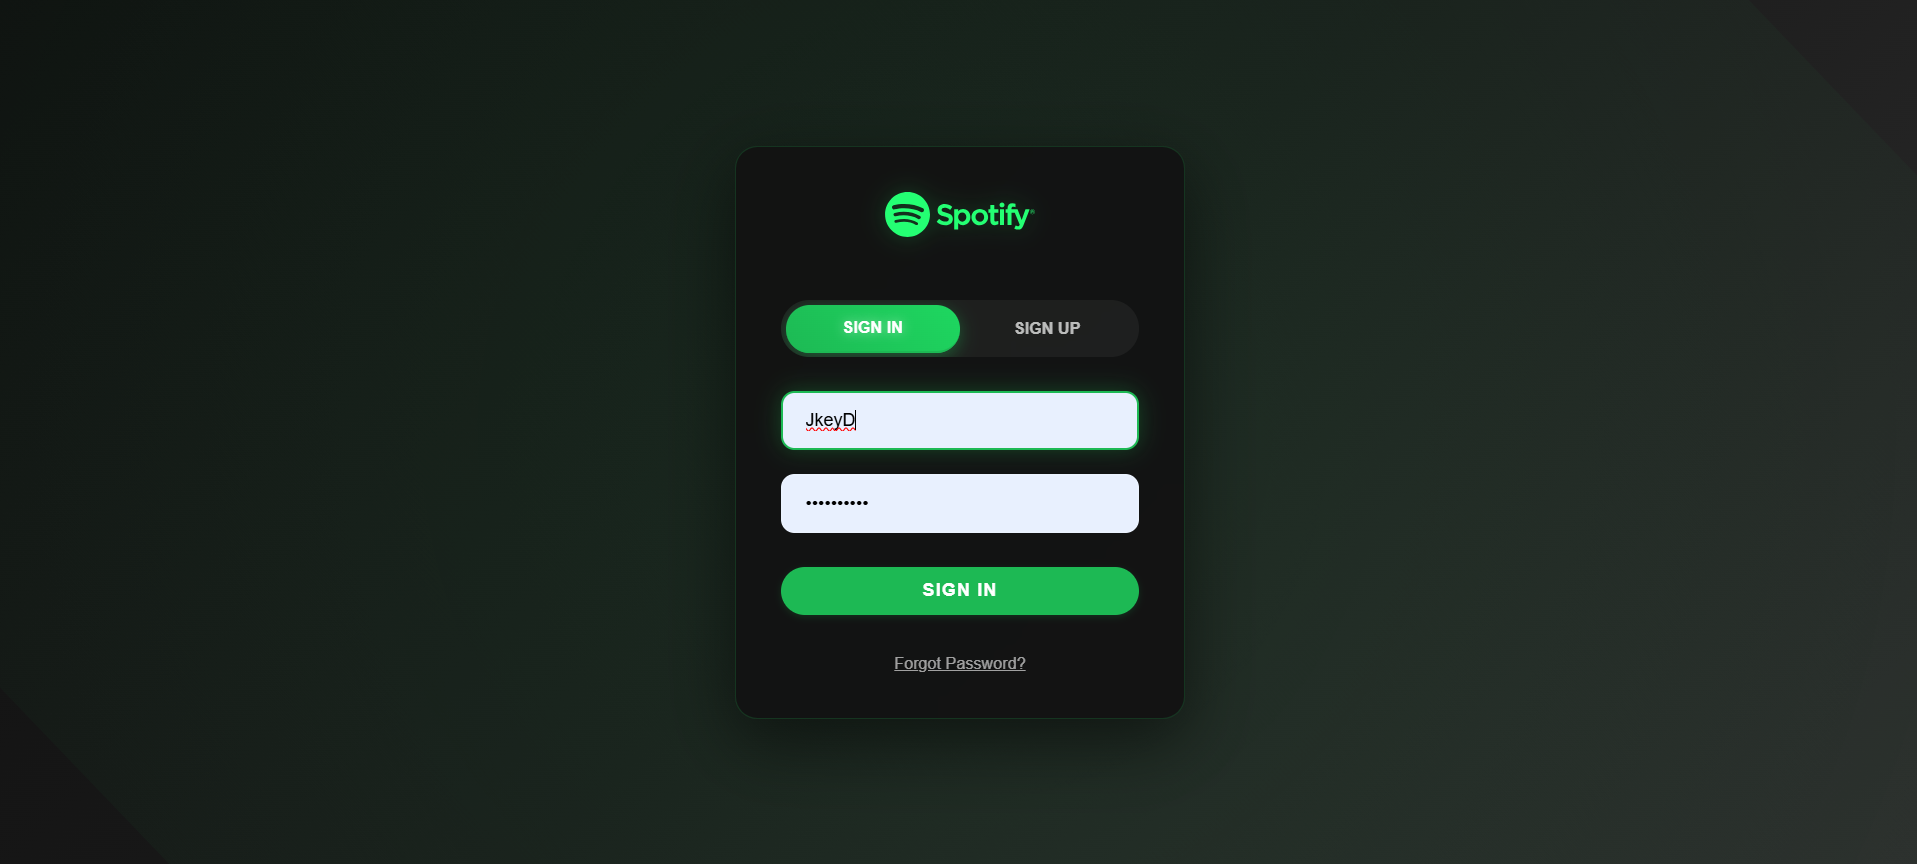 Spotify®
SIGN IN
SIGN UP
JkeyD
••••••••••
SIGN IN
Forgot Password?